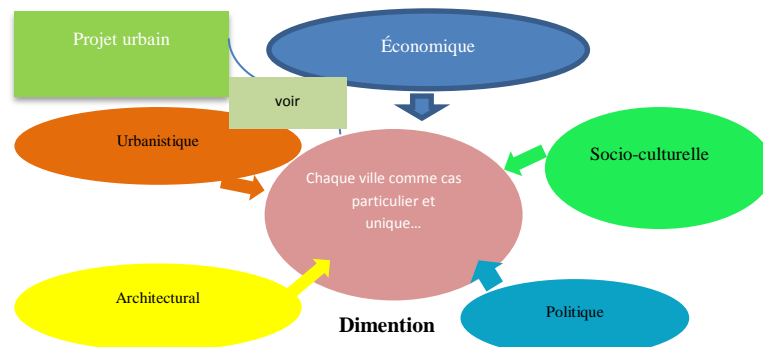 Projet urbain
Économique
voir
Urbanistique
Socio-culturelle
Chaque ville comme cas
particulier et
unique…
Architectural
Politique
Dimention